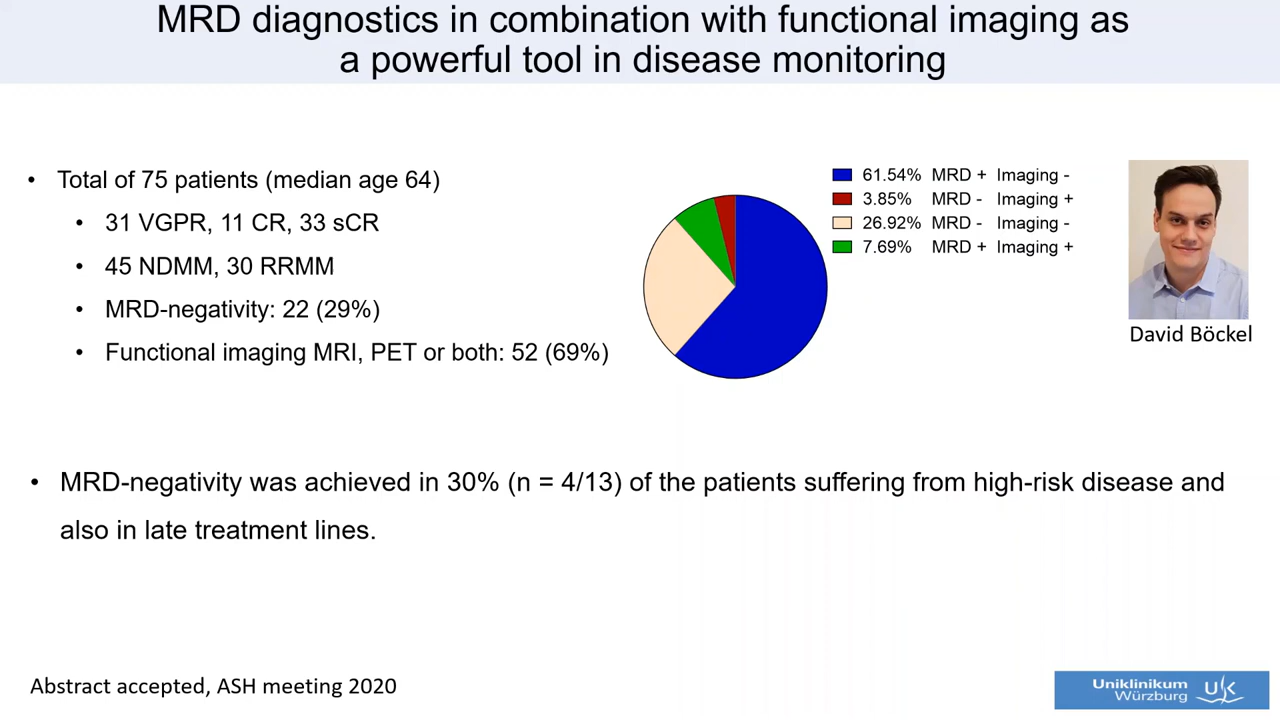 MRD diagnostics in combination with functional imaging as
a powerful tool in disease monitoring
• Total of 75 patients (median age 64)
• 31 VGPR, 11 CR, 33 sCR
• 45 NDMM, 30 RRMM
• MRD-negativity: 22 (29%)
• Functional imaging MRI, PET or both: 52 (69%)
61.54% MRD + Imaging -
3.85% MRD - Imaging +
26.92% MRD - Imaging -
7.69% MRD + Imaging +
David Böckel
• MRD-negativity was achieved in 30% (n = 4/13) of the patients suffering from high-risk disease and
also in late treatment lines.
Abstract accepted, ASH meeting 2020
Uniklinikum
Würzburg
UK